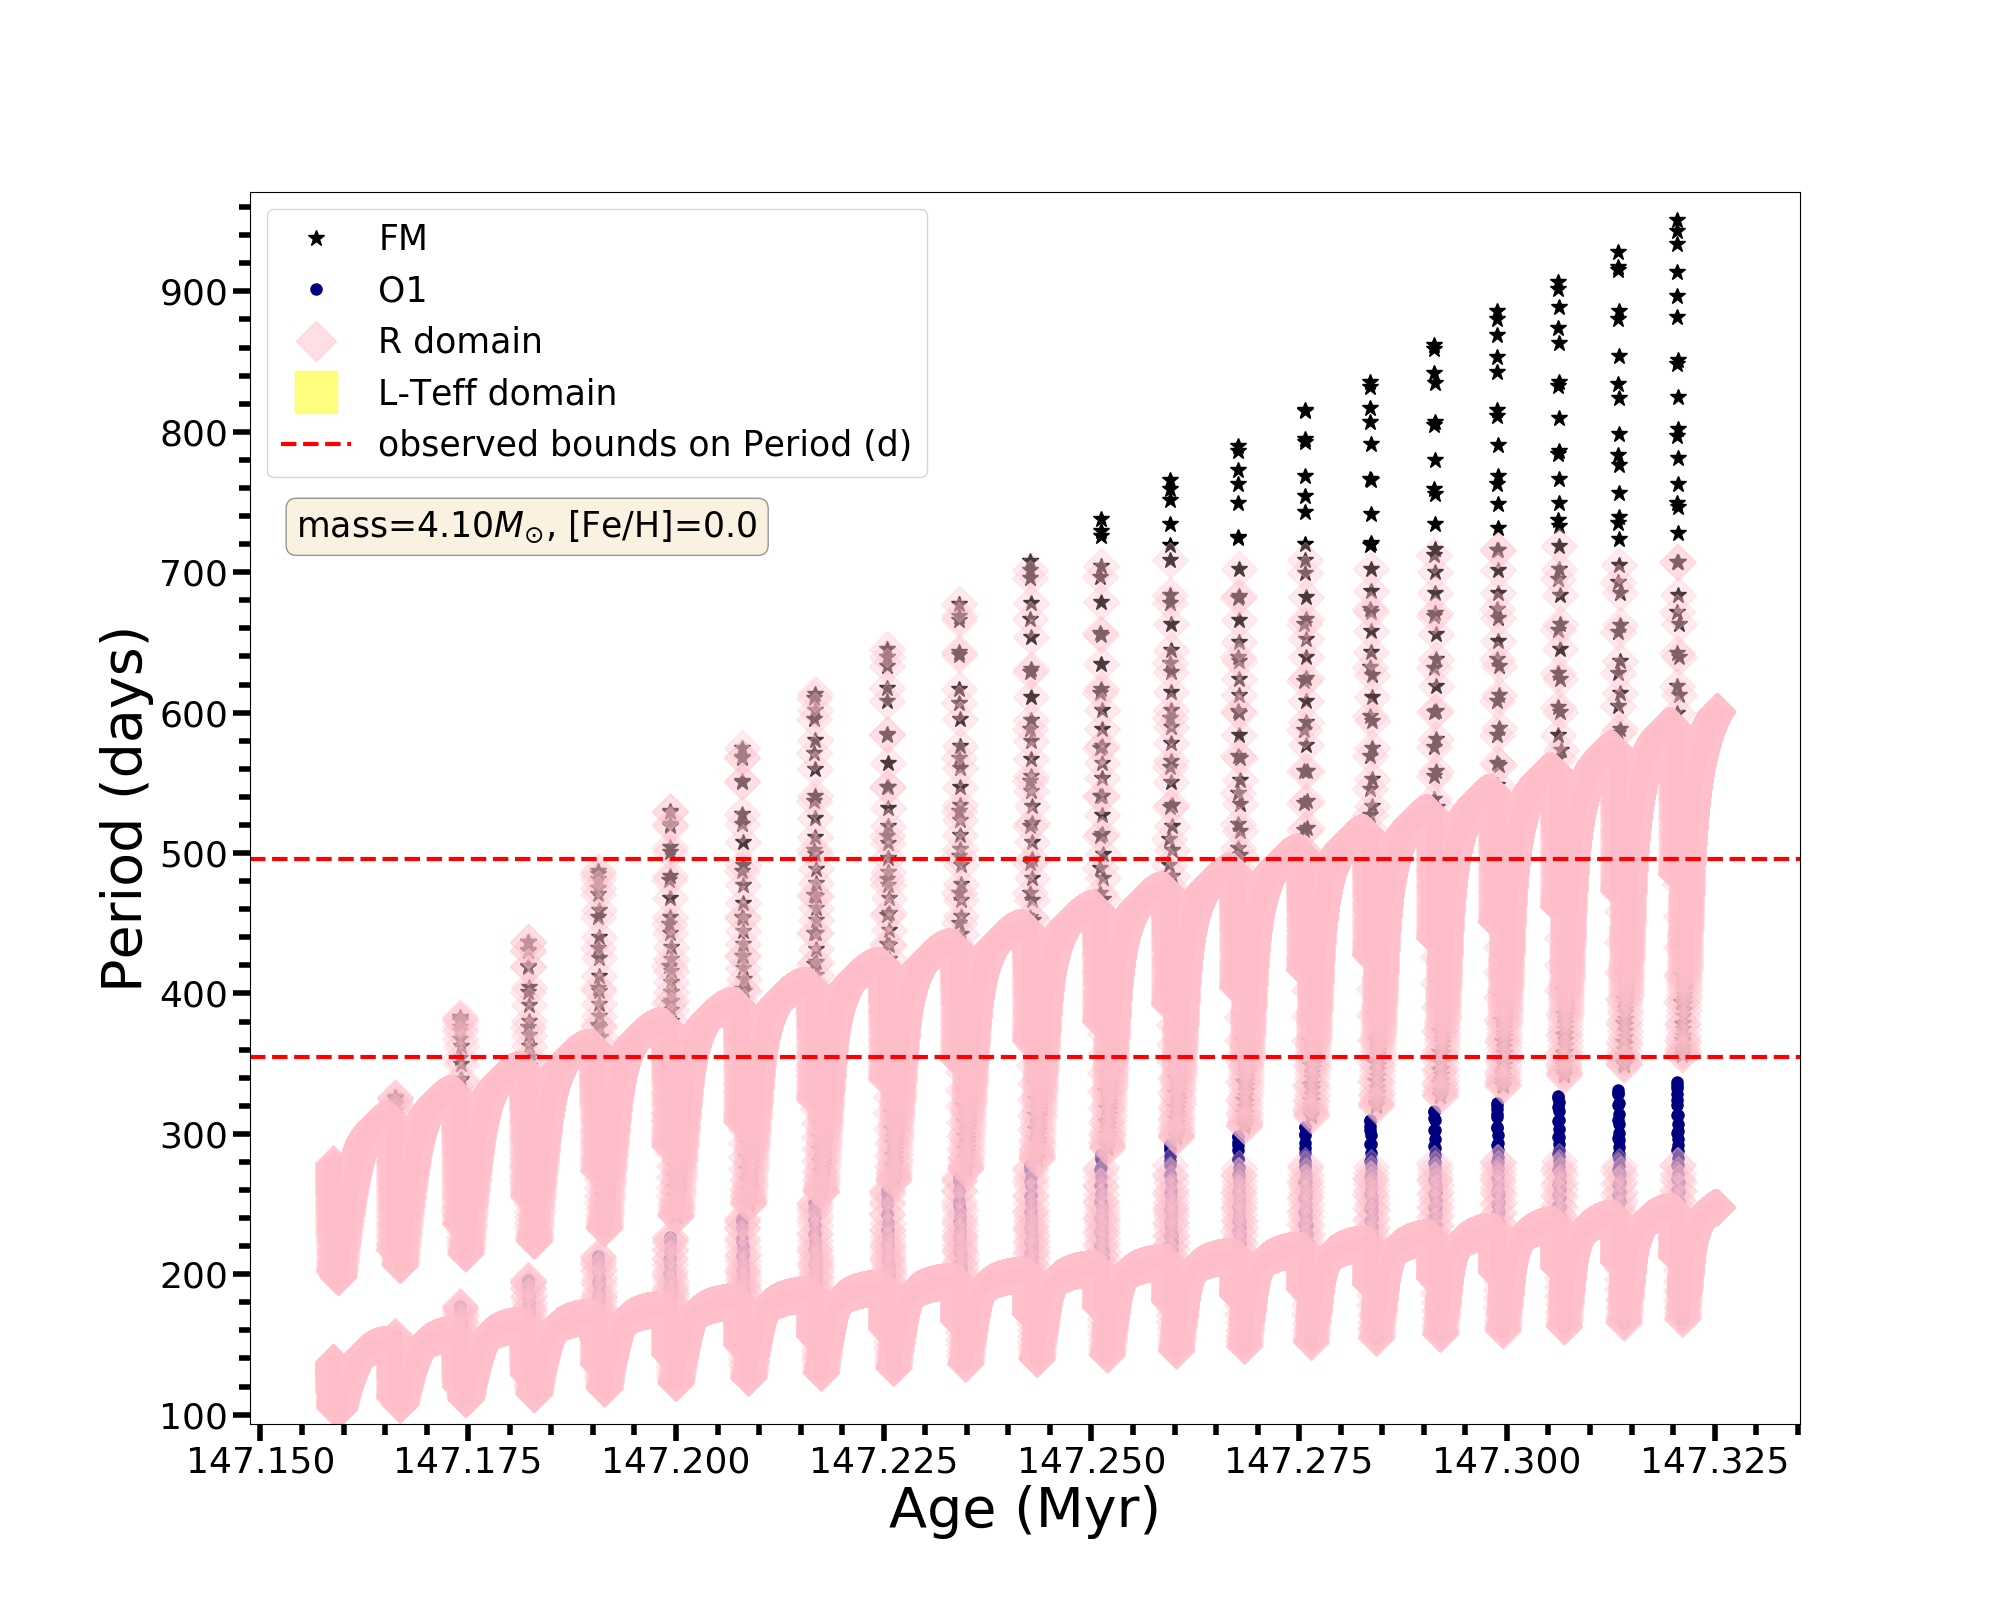 FM
O1
R domain
L-Teff domain
observed bounds on Period (d)
mass=4.10M⊙, [Fe/H]=0.0
900
800
700
600
500
400
300
200
100
Period (days)
147.150 147.175 147.200 147.225 147.250 147.275 147.300 147.325
Age (Myr)